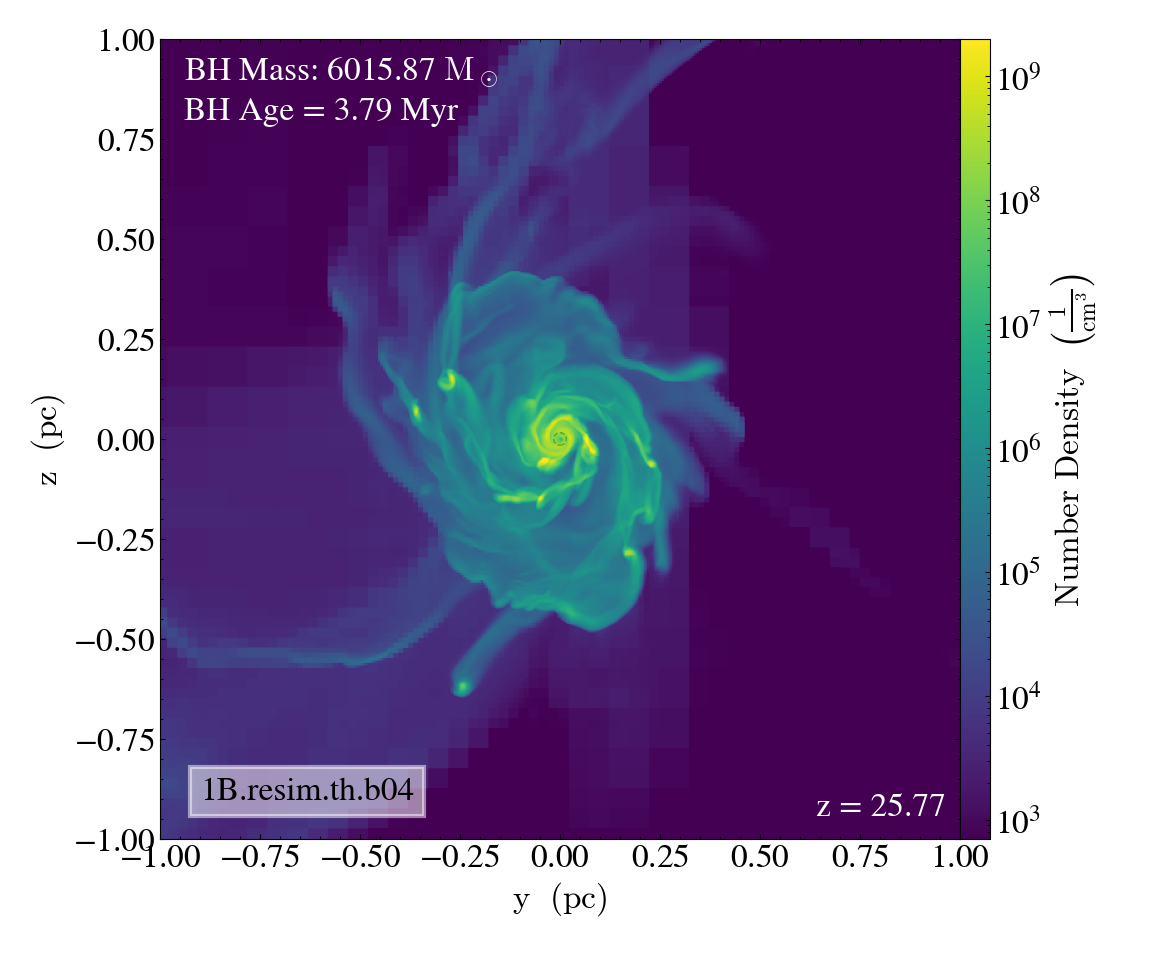 BH Mass: 6015.87 M☉
BH Age = 3.79 Myr
1B.resim.th.b04
z = 25.77
1.00
0.75
0.50
0.25
0.00
−0.25
−0.50
−0.75
−1.00
z (pc)
−1.00 −0.75 −0.50 −0.25 0.00 0.25 0.50 0.75 1.00
y (pc)
10⁹
10⁸
10⁷
10⁶
10⁵
10⁴
10³
Number Density (1/cm³)